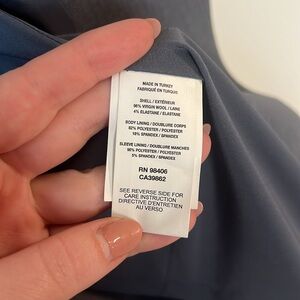 MADE IN TURKEY
FABRIQUÉ EN TURQUIE
SHELL / EXTÉRIEUR
96% VIRGIN WOOL / LAINE
4% ELASTANE / ELASTANE
BODY LINING / DOUBLURE CORPS
82% POLYESTER / POLYESTER
18% SPANDEX / SPANDEX
SLEEVE LINING / DOUBLURE MANCHES
95% POLYESTER / POLYESTER
5% SPANDEX / SPANDEX
RN 98406
CA39862
SEE REVERSE SIDE FOR
CARE INSTRUCTION
DIRECTIVE D'ENTRETIEN
AU VERSO